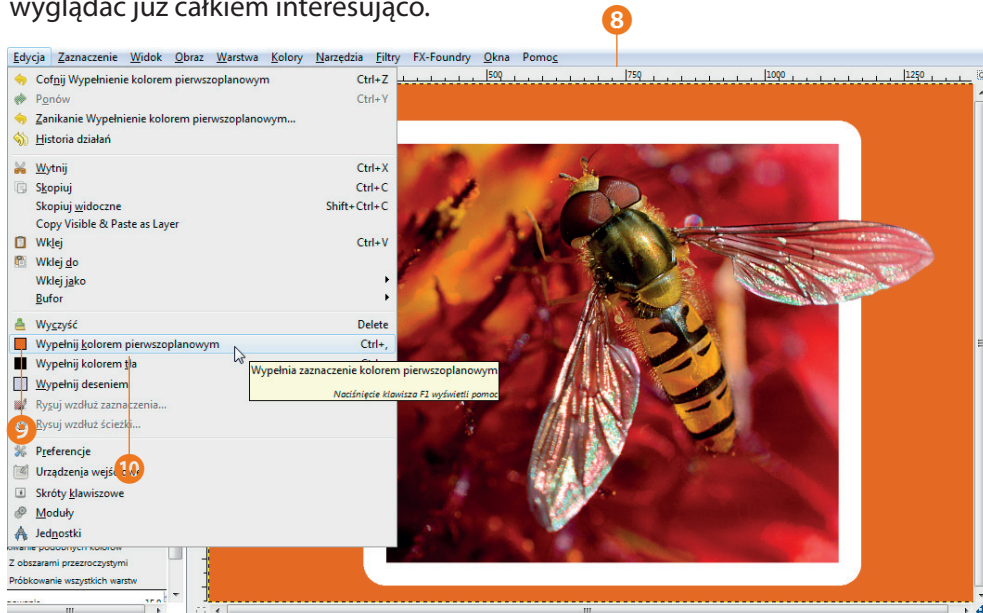 wyglądać już całkiem interesująco.
8
Edycja Zaznaczenie Widok Obraz Warstwa Kolory Narzędzia Filtry FX-Foundry Okna Pomoc
500 750 1000 1250
Cofnij Wypełnienie kolorem pierwszoplanowym Ctrl+Z
Ponów Ctrl+Y
Zanikanie Wypełnienie kolorem pierwszoplanowym...
Historia działań
Wytnij Ctrl+X
Skopiuj Ctrl+C
Skopiuj widoczne Shift+Ctrl+C
Copy Visible & Paste as Layer
Wklej Ctrl+V
Wklej do
Wklej jako
Bufor
Wyczyść Delete
Wypełnij kolorem pierwszoplanowym Ctrl+,
Wypełnij kolorem tła
Wypełnia zaznaczenie kolorem pierwszoplanowym
Wypełnij deseniem
Naciśnięcie klawisza F1 wyświetli pomoc
Rysuj wzdłuż zaznaczenia...
9
Rysuj wzdłuż ścieżki...
Preferencje
10
Urządzenia wejściowe
Skróty klawiszowe
Moduły
Jednostki
podobnych kolorów
Z obszarami przezroczystymi
Próbkowanie wszystkich warstw